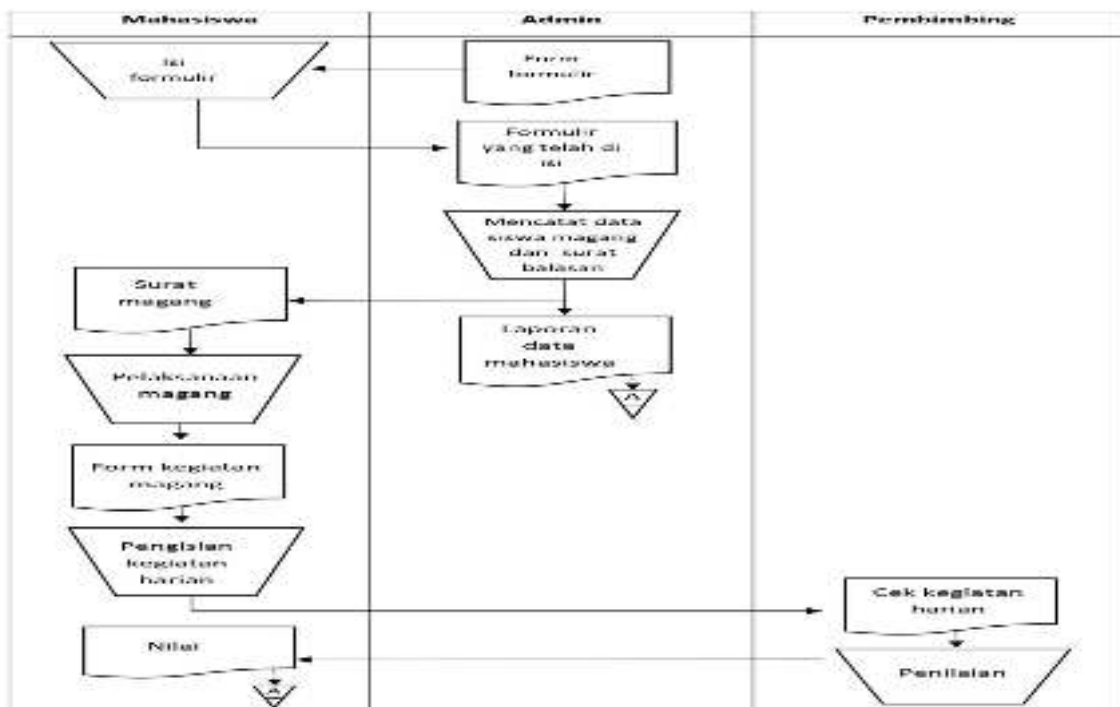 Mahasiswa
Admin
Pembimbing
Isi
formulir
Form
formulir
Formulir
yang telah di
isi
Mencatat data
siswa magang
dan surat
balasan
Surat
magang
Laporan
data
mahasiswa
A
Pelaksanaan
magang
Form kegiatan
magang
Pengisian
kegiatan
harian
Cek kegiatan
harian
Nilai
A
Penilaian